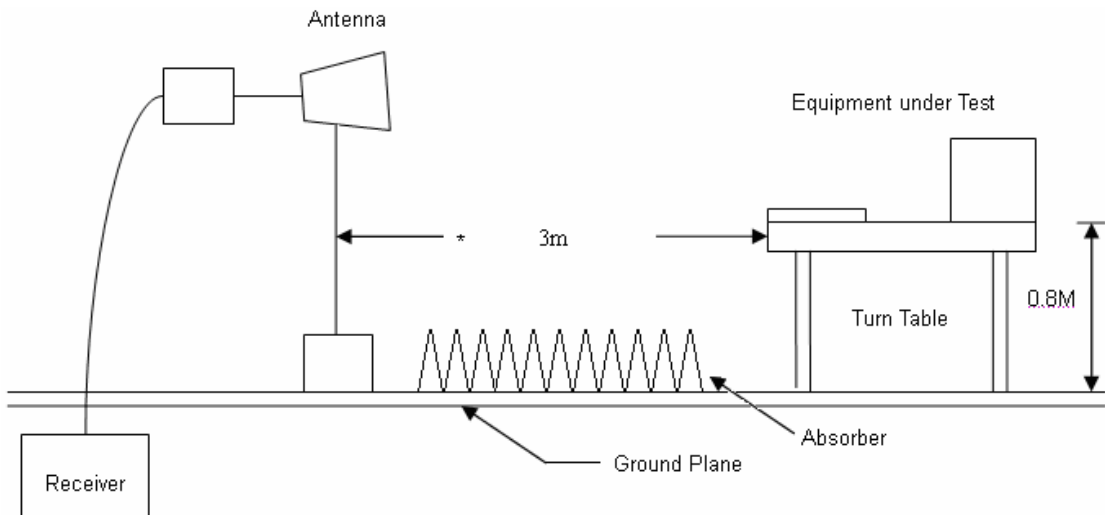 Antenna
Equipment under Test
* 3m
0.8M
Turn Table
Absorber
Ground Plane
Receiver